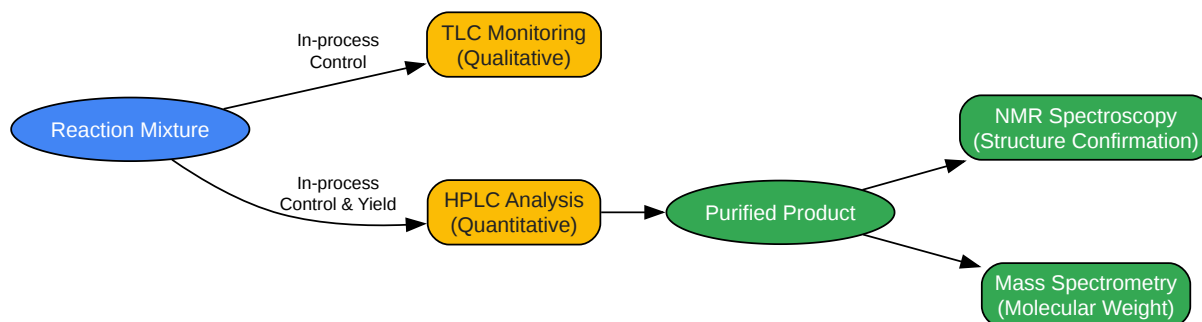 TLC Monitoring
(Qualitative)
In-process
Control
Reaction Mixture
NMR Spectroscopy
(Structure Confirmation)
In-process
Control & Yield
HPLC Analysis
(Quantitative)
Purified Product
Mass Spectrometry
(Molecular Weight)